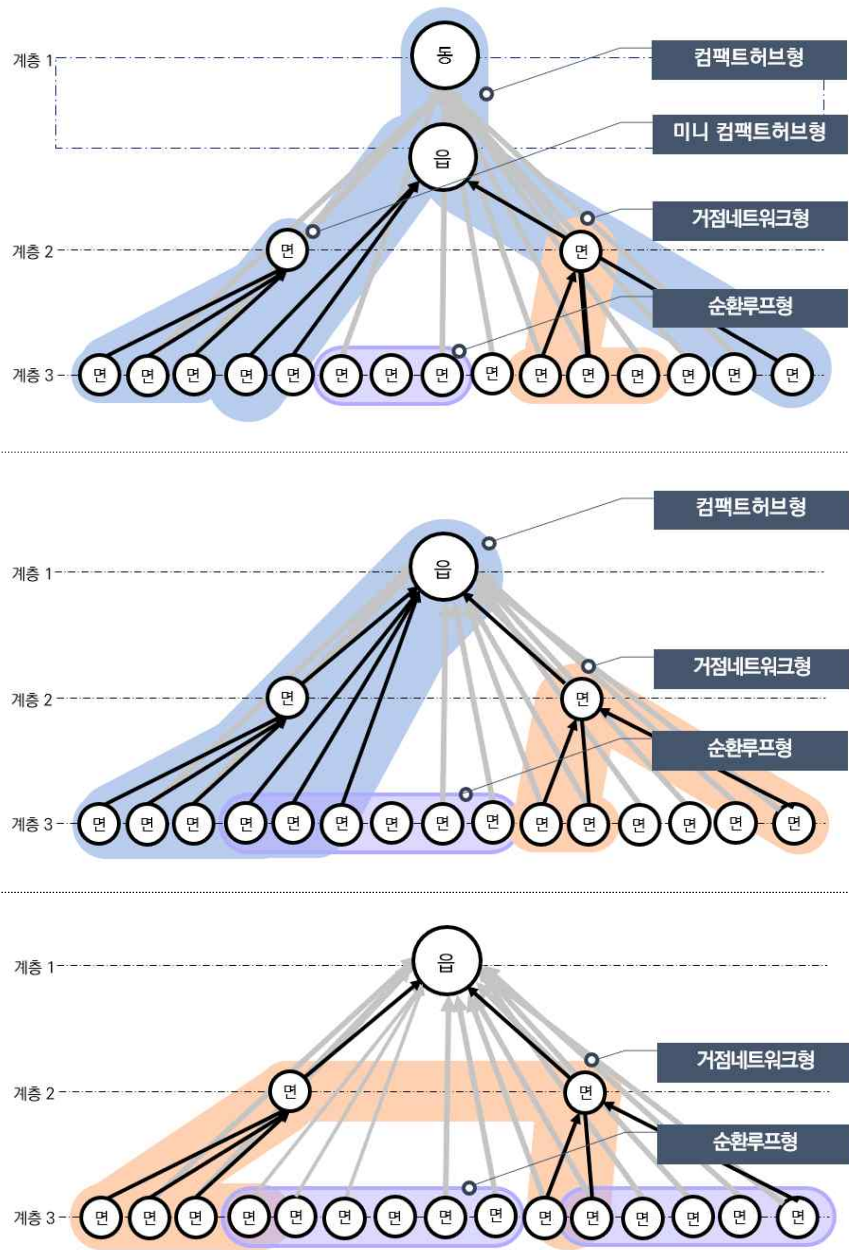 동
계층 1
컴팩트허브형
미니 컴팩트허브형
읍
거점네트워크형
계층 2
면
면
순환루프형
계층 3
면 면 면 면 면 면 면 면 면 면 면 면 면 면 면
컴팩트허브형
계층 1
읍
거점네트워크형
계층 2
면
면
순환루프형
계층 3
면 면 면 면 면 면 면 면 면 면 면 면 면 면 면
계층 1
읍
거점네트워크형
계층 2
면
면
순환루프형
계층 3
면 면 면 면 면 면 면 면 면 면 면 면 면 면 면